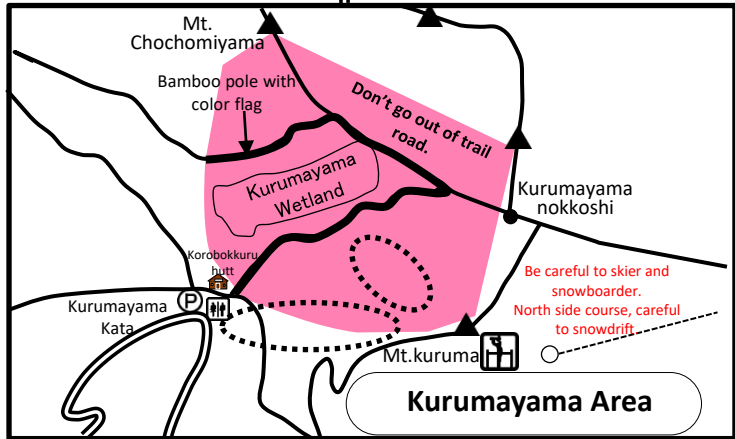 Mt.
Chochomiyama
Bamboo pole with
color flag
Don't go out of trail
road.
Kurumayama
Wetland
Kurumayama
nokkoshi
Korobokkuru
hutt
Be careful to skier and
snowboarder.
North side course, careful
to snowdrift
P
Kurumayama
Kata
Mt.kuruma
Kurumayama Area